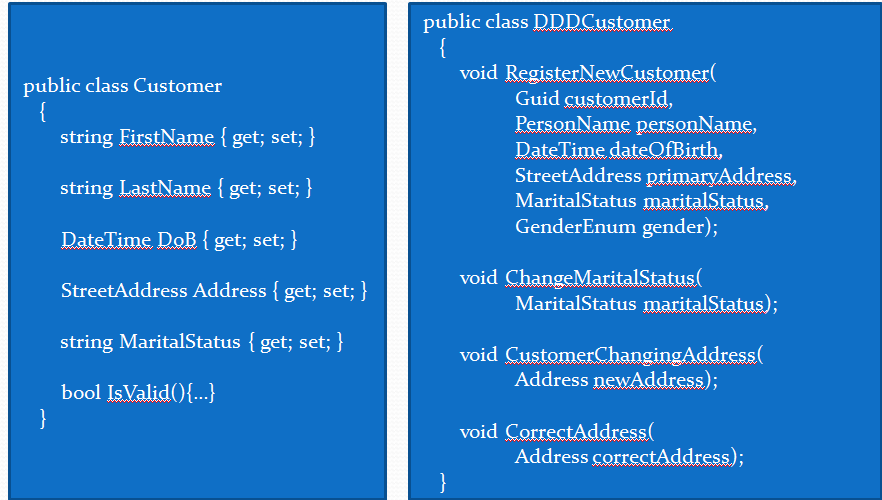 public class Customer
{
string FirstName { get; set; }
string LastName { get; set; }
DateTime DoB { get; set; }
StreetAddress Address { get; set; }
string MaritalStatus { get; set; }
bool IsValid(){...}
}
public class DDDCustomer
{
void RegisterNewCustomer(
Guid customerId,
PersonName personName,
DateTime dateOfBirth,
StreetAddress primaryAddress,
MaritalStatus maritalStatus,
GenderEnum gender);
void ChangeMaritalStatus(
MaritalStatus maritalStatus);
void CustomerChangingAddress(
Address newAddress);
void CorrectAddress(
Address correctAddress);
}